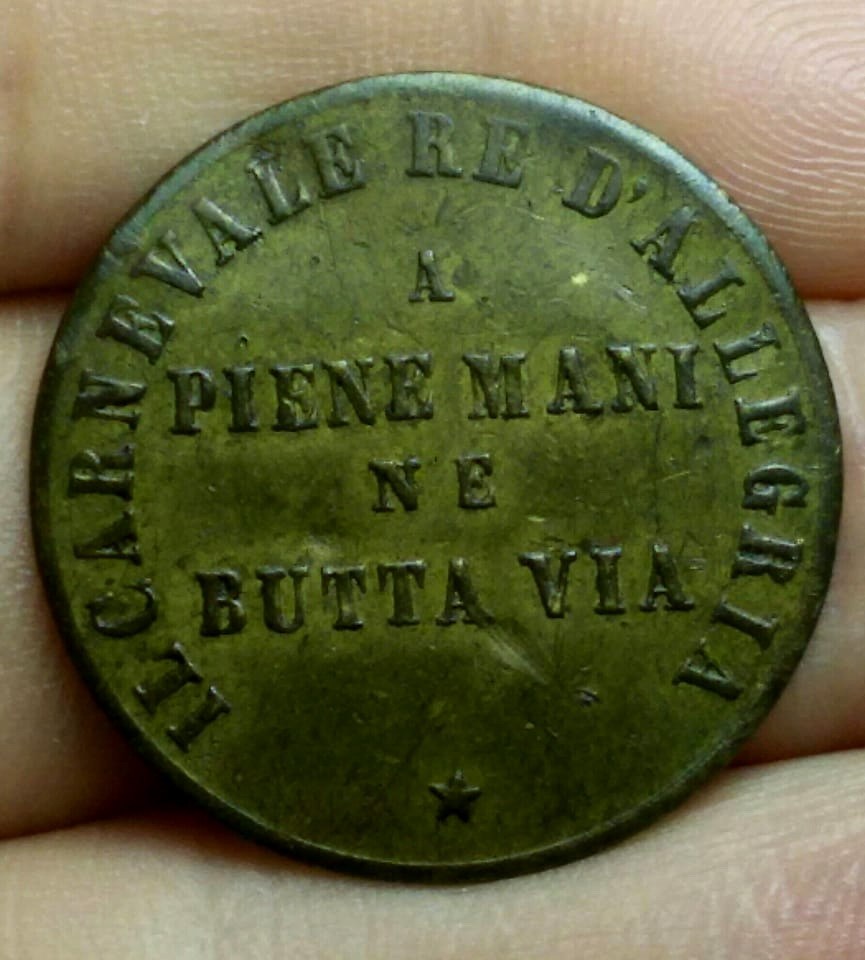 IL CARNEVALE RE D'ALLEGRIA
A
PIENE MANI
NE
BUTTA VIA